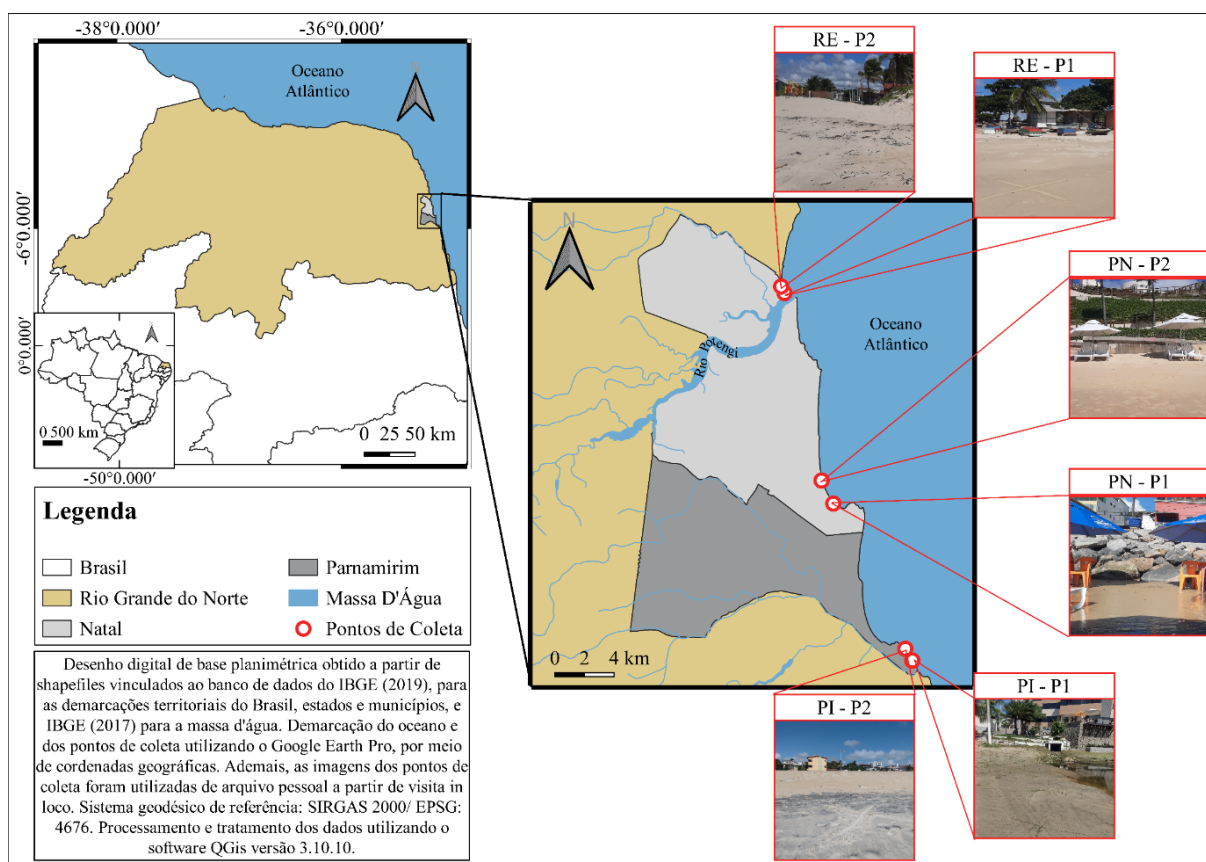 -38°0.000′
-36°0.000′
Oceano
Atlântico
-6°0.000′
0°0.000′
0 500 km
0 25 50 km
-50°0.000′
RE - P2
RE - P1
N
Oceano
Atlântico
Rio Potengi
PN - P2
PN - P1
0 2 4 km
PI - P2
PI - P1
Legenda
Brasil
Parnamirim
Rio Grande do Norte
Massa D'Água
Natal
Pontos de Coleta
Desenho digital de base planimétrica obtido a partir de
shapefiles vinculados ao banco de dados do IBGE (2019), para
as demarcações territoriais do Brasil, estados e municípios, e
IBGE (2017) para a massa d'água. Demarcação do oceano e
dos pontos de coleta utilizando o Google Earth Pro, por meio
de cordenadas geográficas. Ademais, as imagens dos pontos de
coleta foram utilizadas de arquivo pessoal a partir de visita in
loco. Sistema geodésico de referência: SIRGAS 2000/ EPSG:
4676. Processamento e tratamento dos dados utilizando o
software QGis versão 3.10.10.